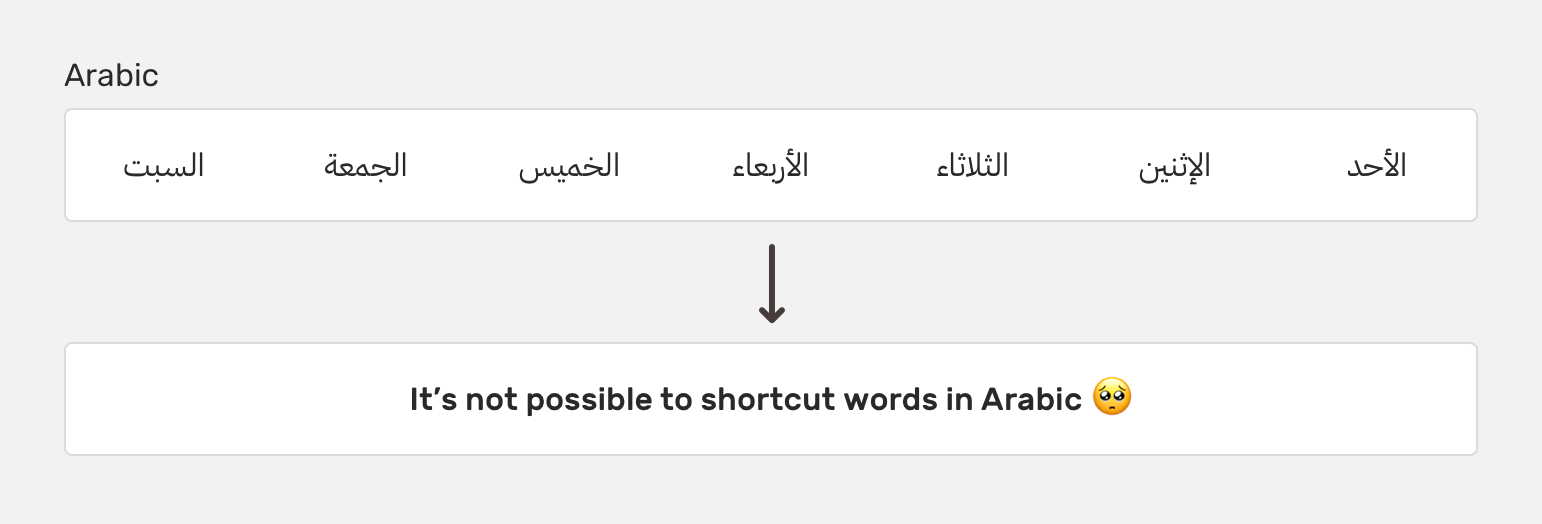 Arabic
الأحد الإثنين الثلاثاء الأربعاء الخميس الجمعة السبت
It’s not possible to shortcut words in Arabic 🥺